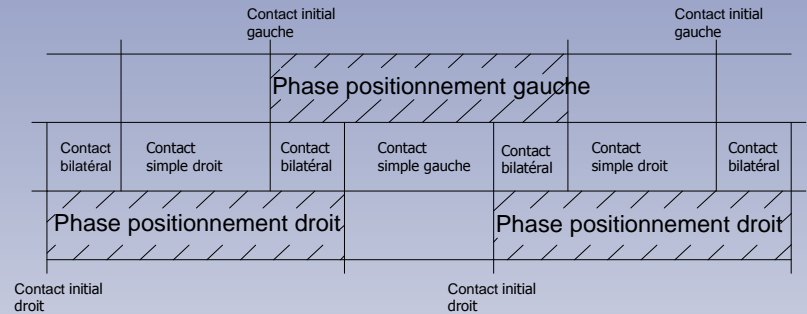 Contact initial
gauche
Contact initial
gauche
Phase positionnement gauche
Contact
bilatéral
Contact
simple droit
Contact
bilatéral
Contact
simple gauche
Contact
bilatéral
Contact
simple droit
Contact
bilatéral
Phase positionnement droit
Phase positionnement droit
Contact initial
droit
Contact initial
droit